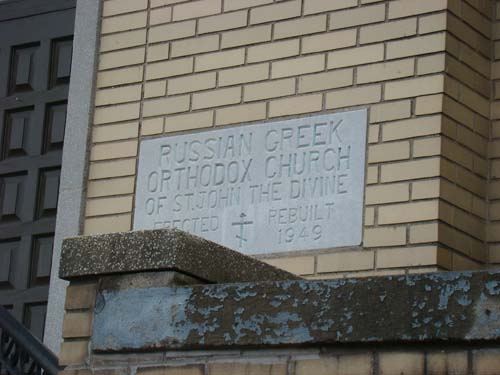 RUSSIAN GREEK
ORTHODOX CHURCH
OF ST. JOHN THE DIVINE
ERECTED REBUILT
1949